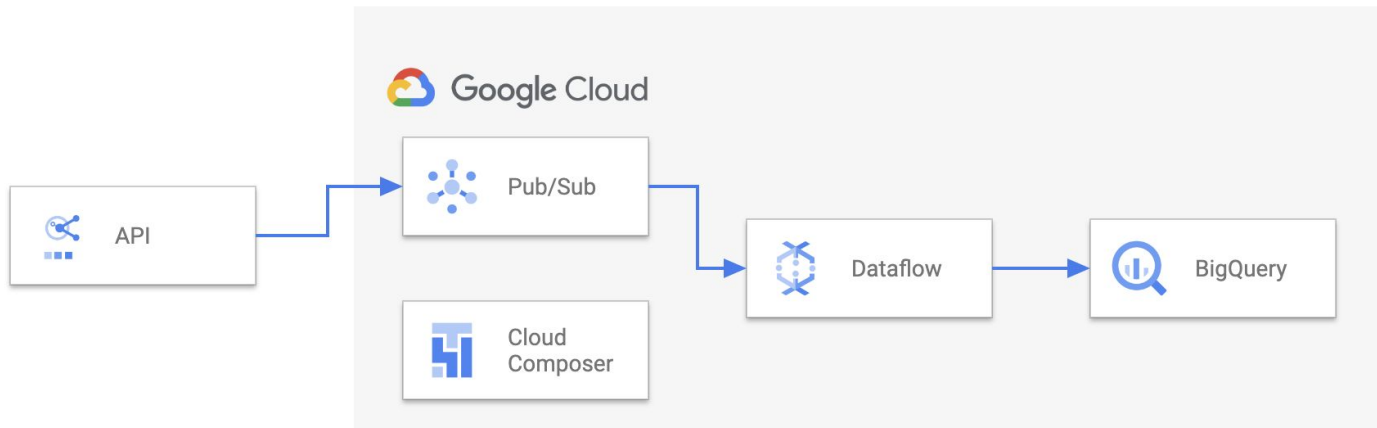 Google Cloud
Pub/Sub
API
Dataflow
BigQuery
Cloud
Composer